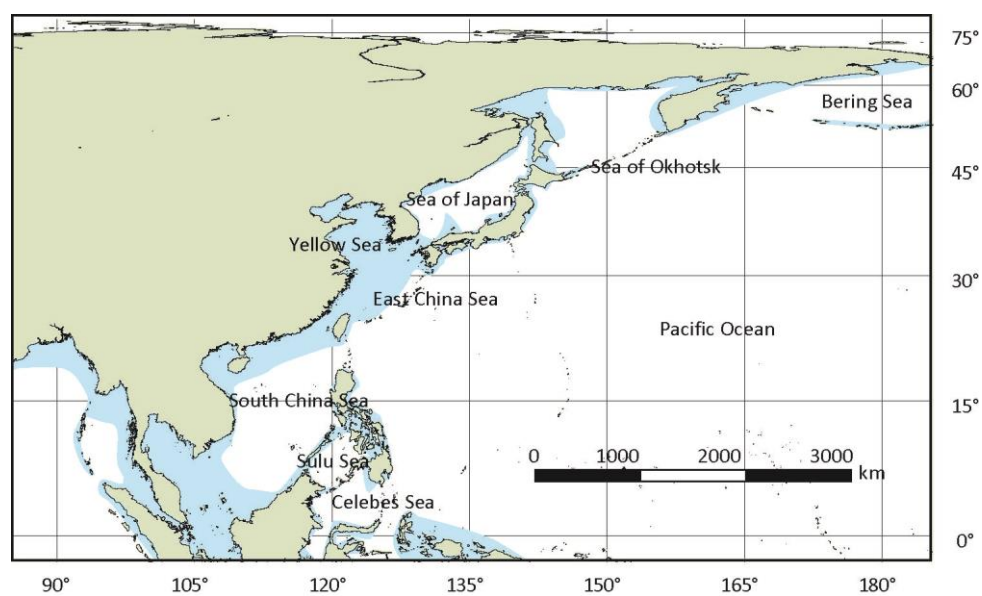 75°
60°
Bering Sea
Sea of Okhotsk
45°
Sea of Japan
Yellow Sea
30°
East China Sea
Pacific Ocean
South China Sea
15°
0 1000 2000 3000
km
Sulu Sea
Celebes Sea
0°
90° 105° 120° 135° 150° 165° 180°